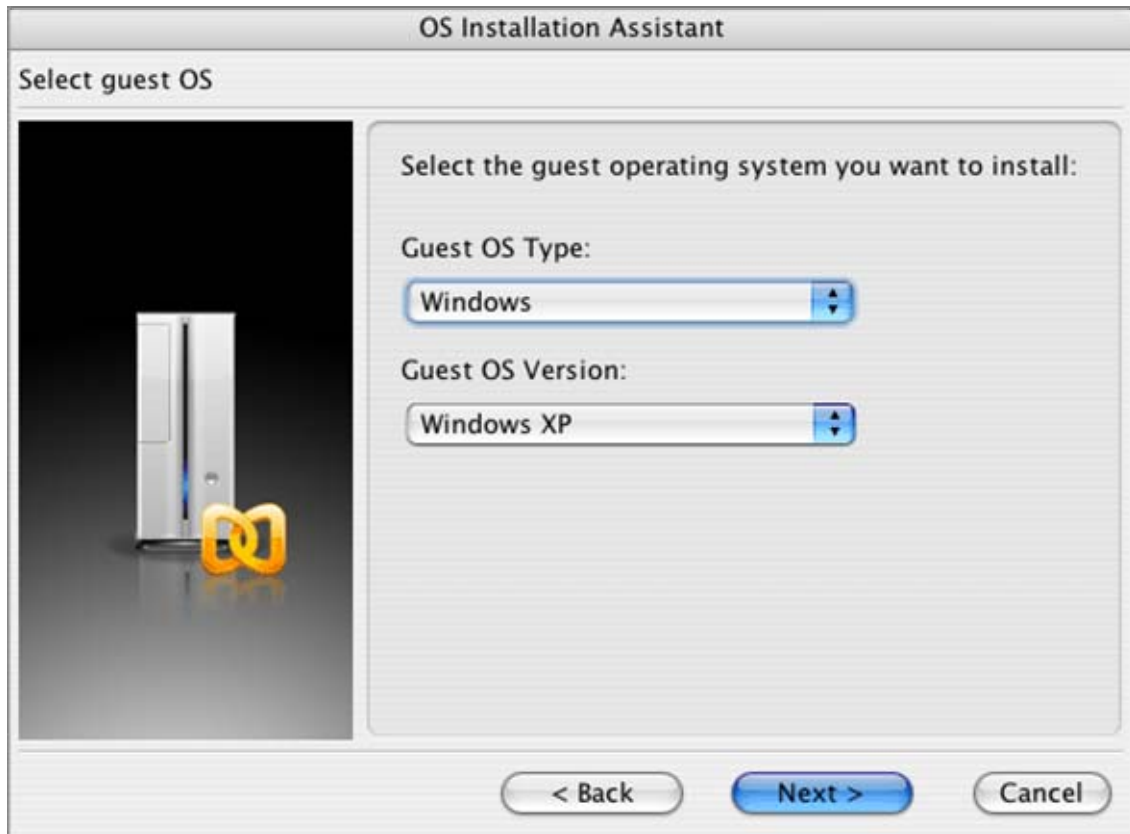 OS Installation Assistant
Select guest OS
Select the guest operating system you want to install:
Guest OS Type:
Windows
Guest OS Version:
Windows XP
< Back
Next >
Cancel